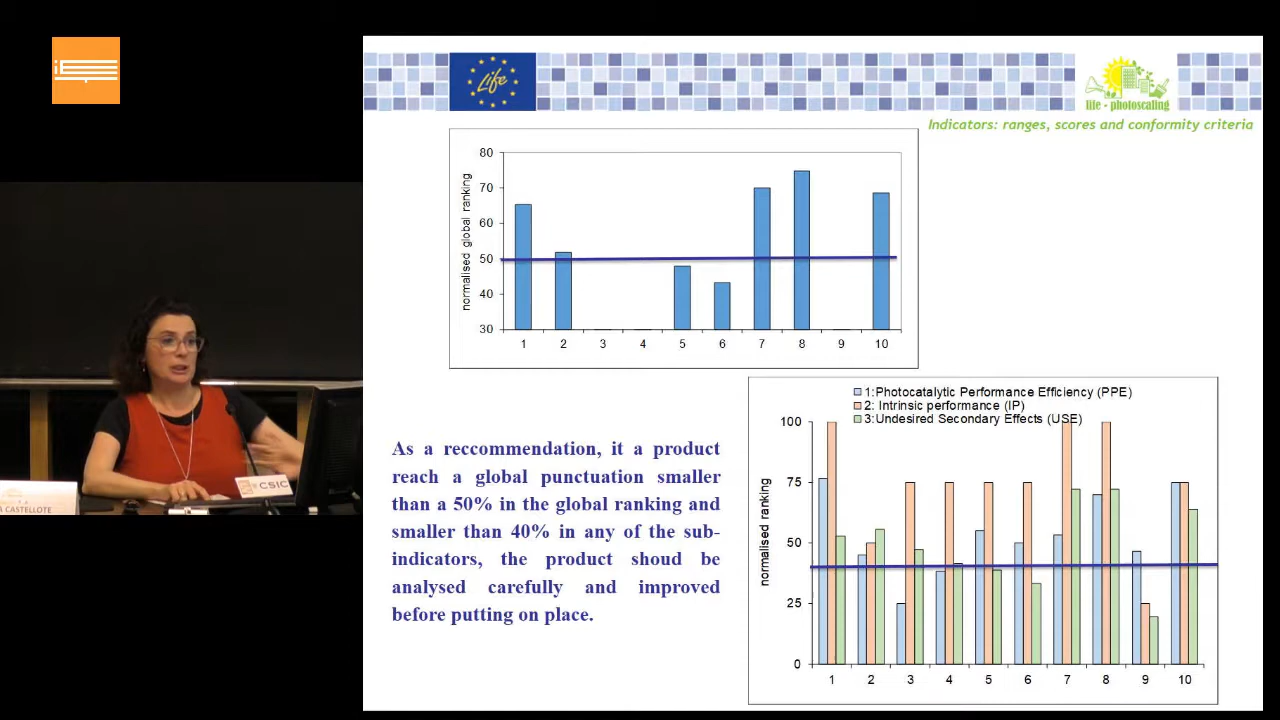 Life
life - photoscaling
Indicators: ranges, scores and conformity criteria
normalised global ranking
80
70
60
50
40
30
1 2 3 4 5 6 7 8 9 10
As a reccommendation, it a product
reach a global punctuation smaller
than a 50% in the global ranking and
smaller than 40% in any of the sub-
indicators, the product shoud be
analysed carefully and improved
before putting on place.
1:Photocatalytic Performance Efficiency (PPE)
2: Intrinsic performance (IP)
3:Undesired Secondary Effects (USE)
normalised ranking
100
75
50
25
0
1 2 3 4 5 6 7 8 9 10
CSIC
CASTELLOTE